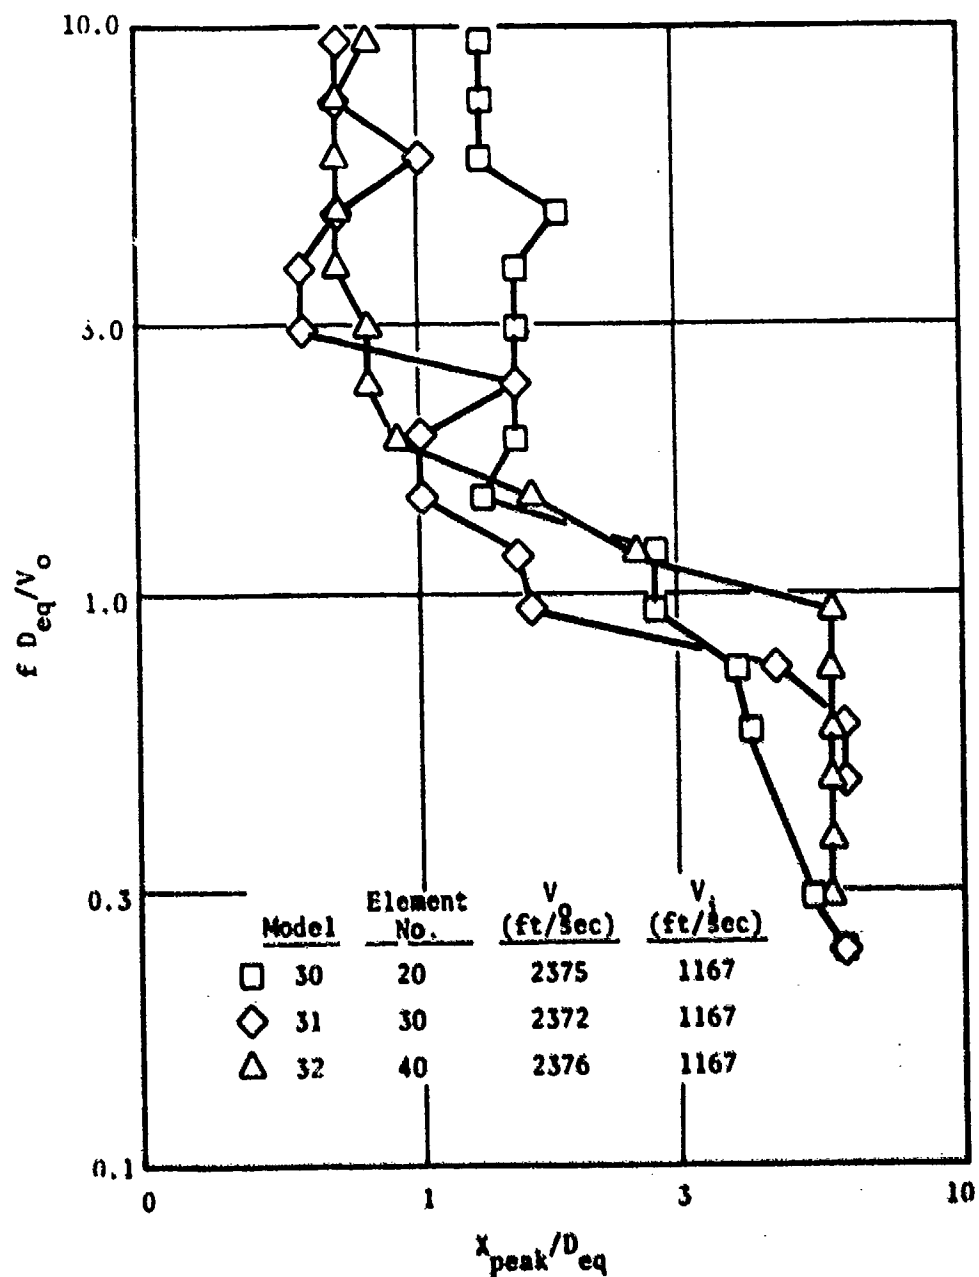 10.0
3.0
1.0
0.3
0.1
f D_eq/V_o
0 1 3 10
X_peak/D_eq
Model Element No. V_o (ft/sec) V_i (ft/sec)
30 20 2375 1167
31 30 2372 1167
32 40 2376 1167